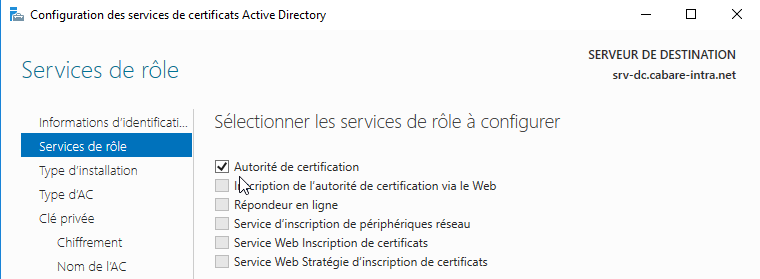 Configuration des services de certificats Active Directory
Services de rôle
SERVEUR DE DESTINATION
srv-dc.cabare-intra.net
Informations d'identificati...
Services de rôle
Type d'installation
Type d'AC
Clé privée
Chiffrement
Nom de l'AC
Sélectionner les services de rôle à configurer
Autorité de certification
Inscription de l'autorité de certification via le Web
Répondeur en ligne
Service d'inscription de périphériques réseau
Service Web Inscription de certificats
Service Web Stratégie d'inscription de certificats